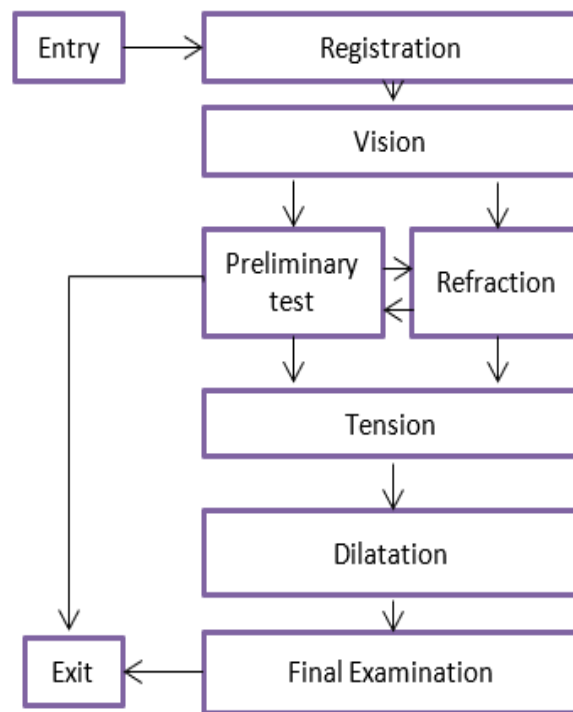 Entry
Registration
Vision
Preliminary
test
Refraction
Tension
Dilatation
Exit
Final Examination